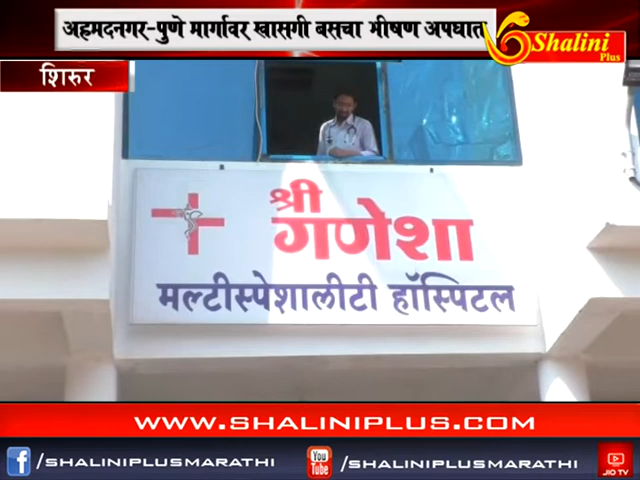 अहमदनगर-पुणे मार्गावर खासगी बसचा भीषण अपघात
Shalini
Plus
शिरुर
श्री
गणेशा
मल्टीस्पेशालीटी हॉस्पिटल
WWW.SHALINIPLUS.COM
f /SHALINIPLUSMARATHI
You Tube /SHALINIPLUSMARATHI
JIO TV